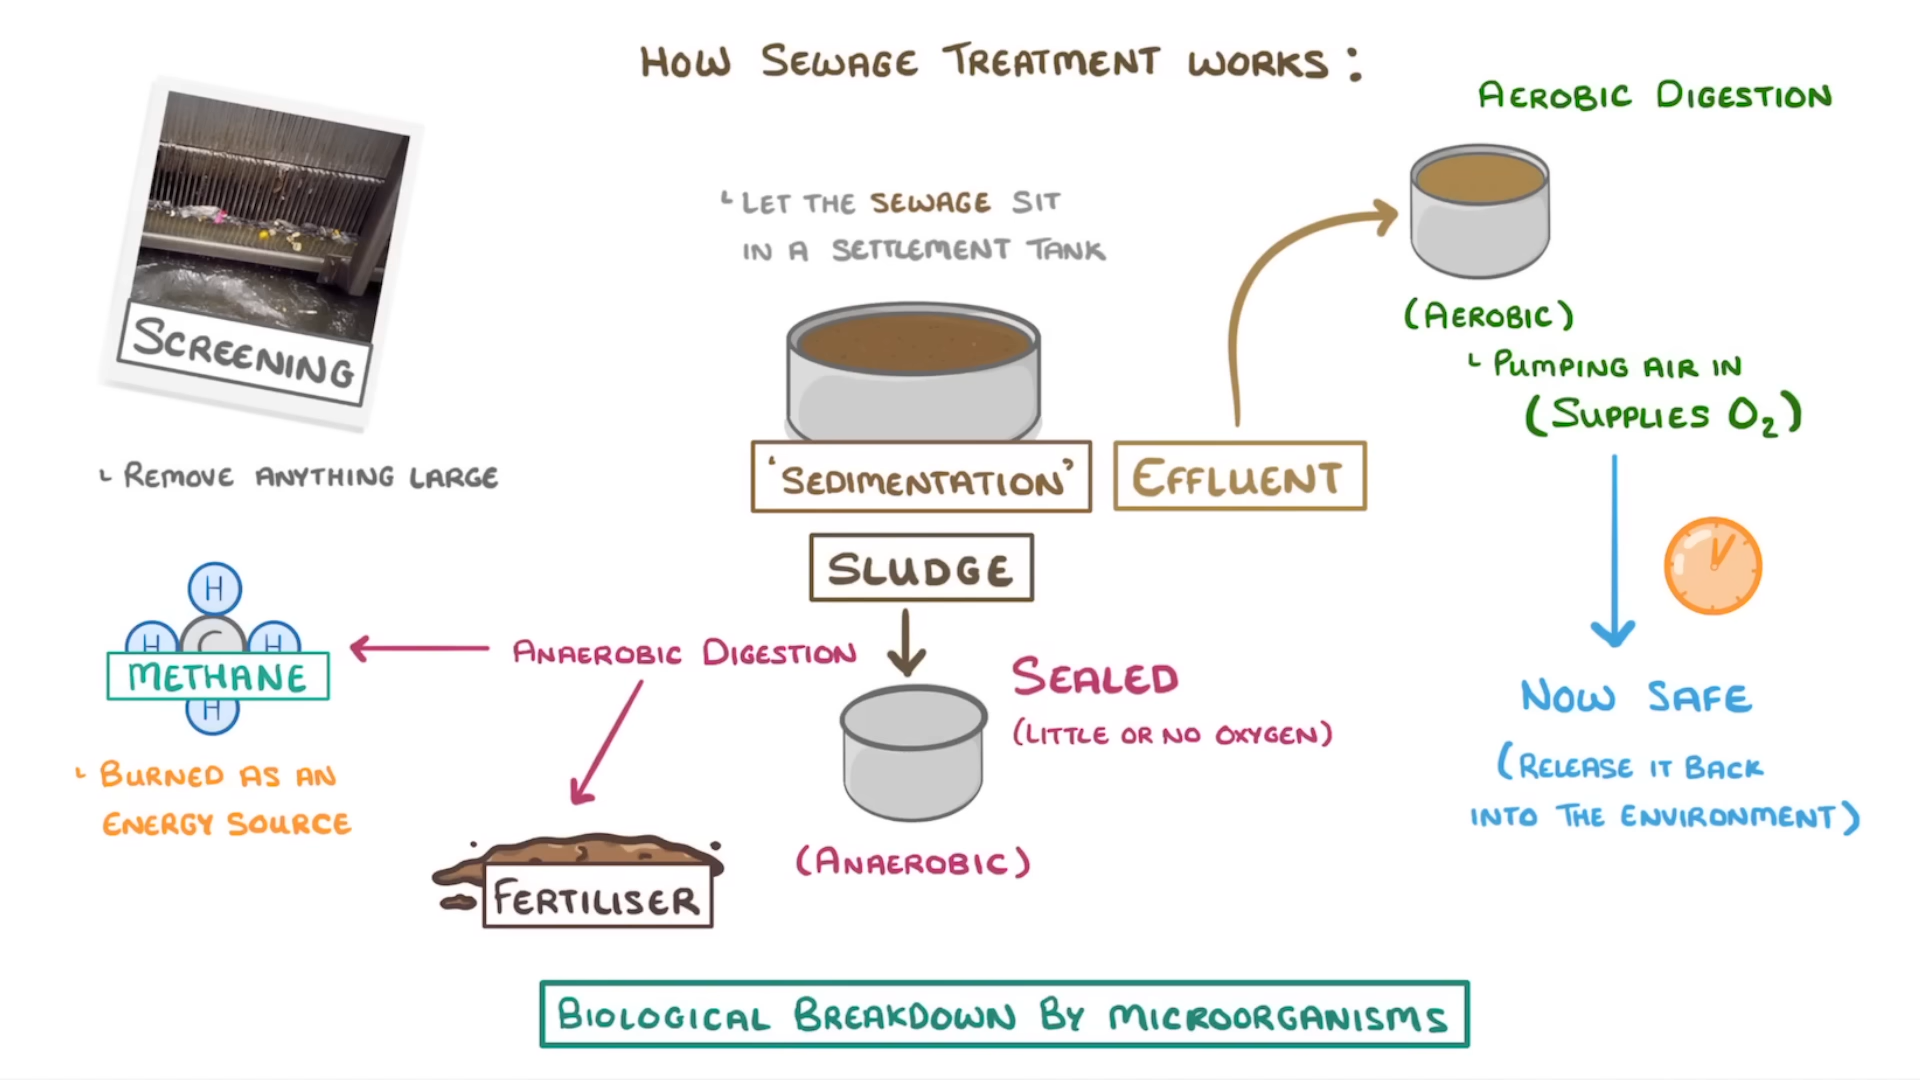 How Sewage Treatment works:
Screening
Remove anything large
Let the sewage sit
in a settlement tank
'Sedimentation'
Effluent
Sludge
Aerobic Digestion
(Aerobic)
Pumping air in
(Supplies O₂)
Now safe
(Release it back
into the environment)
Sealed
(Little or no oxygen)
(Anaerobic)
Anaerobic Digestion
H
H C H
Methane
H
Burned as an
energy source
Fertiliser
Biological Breakdown By Microorganisms